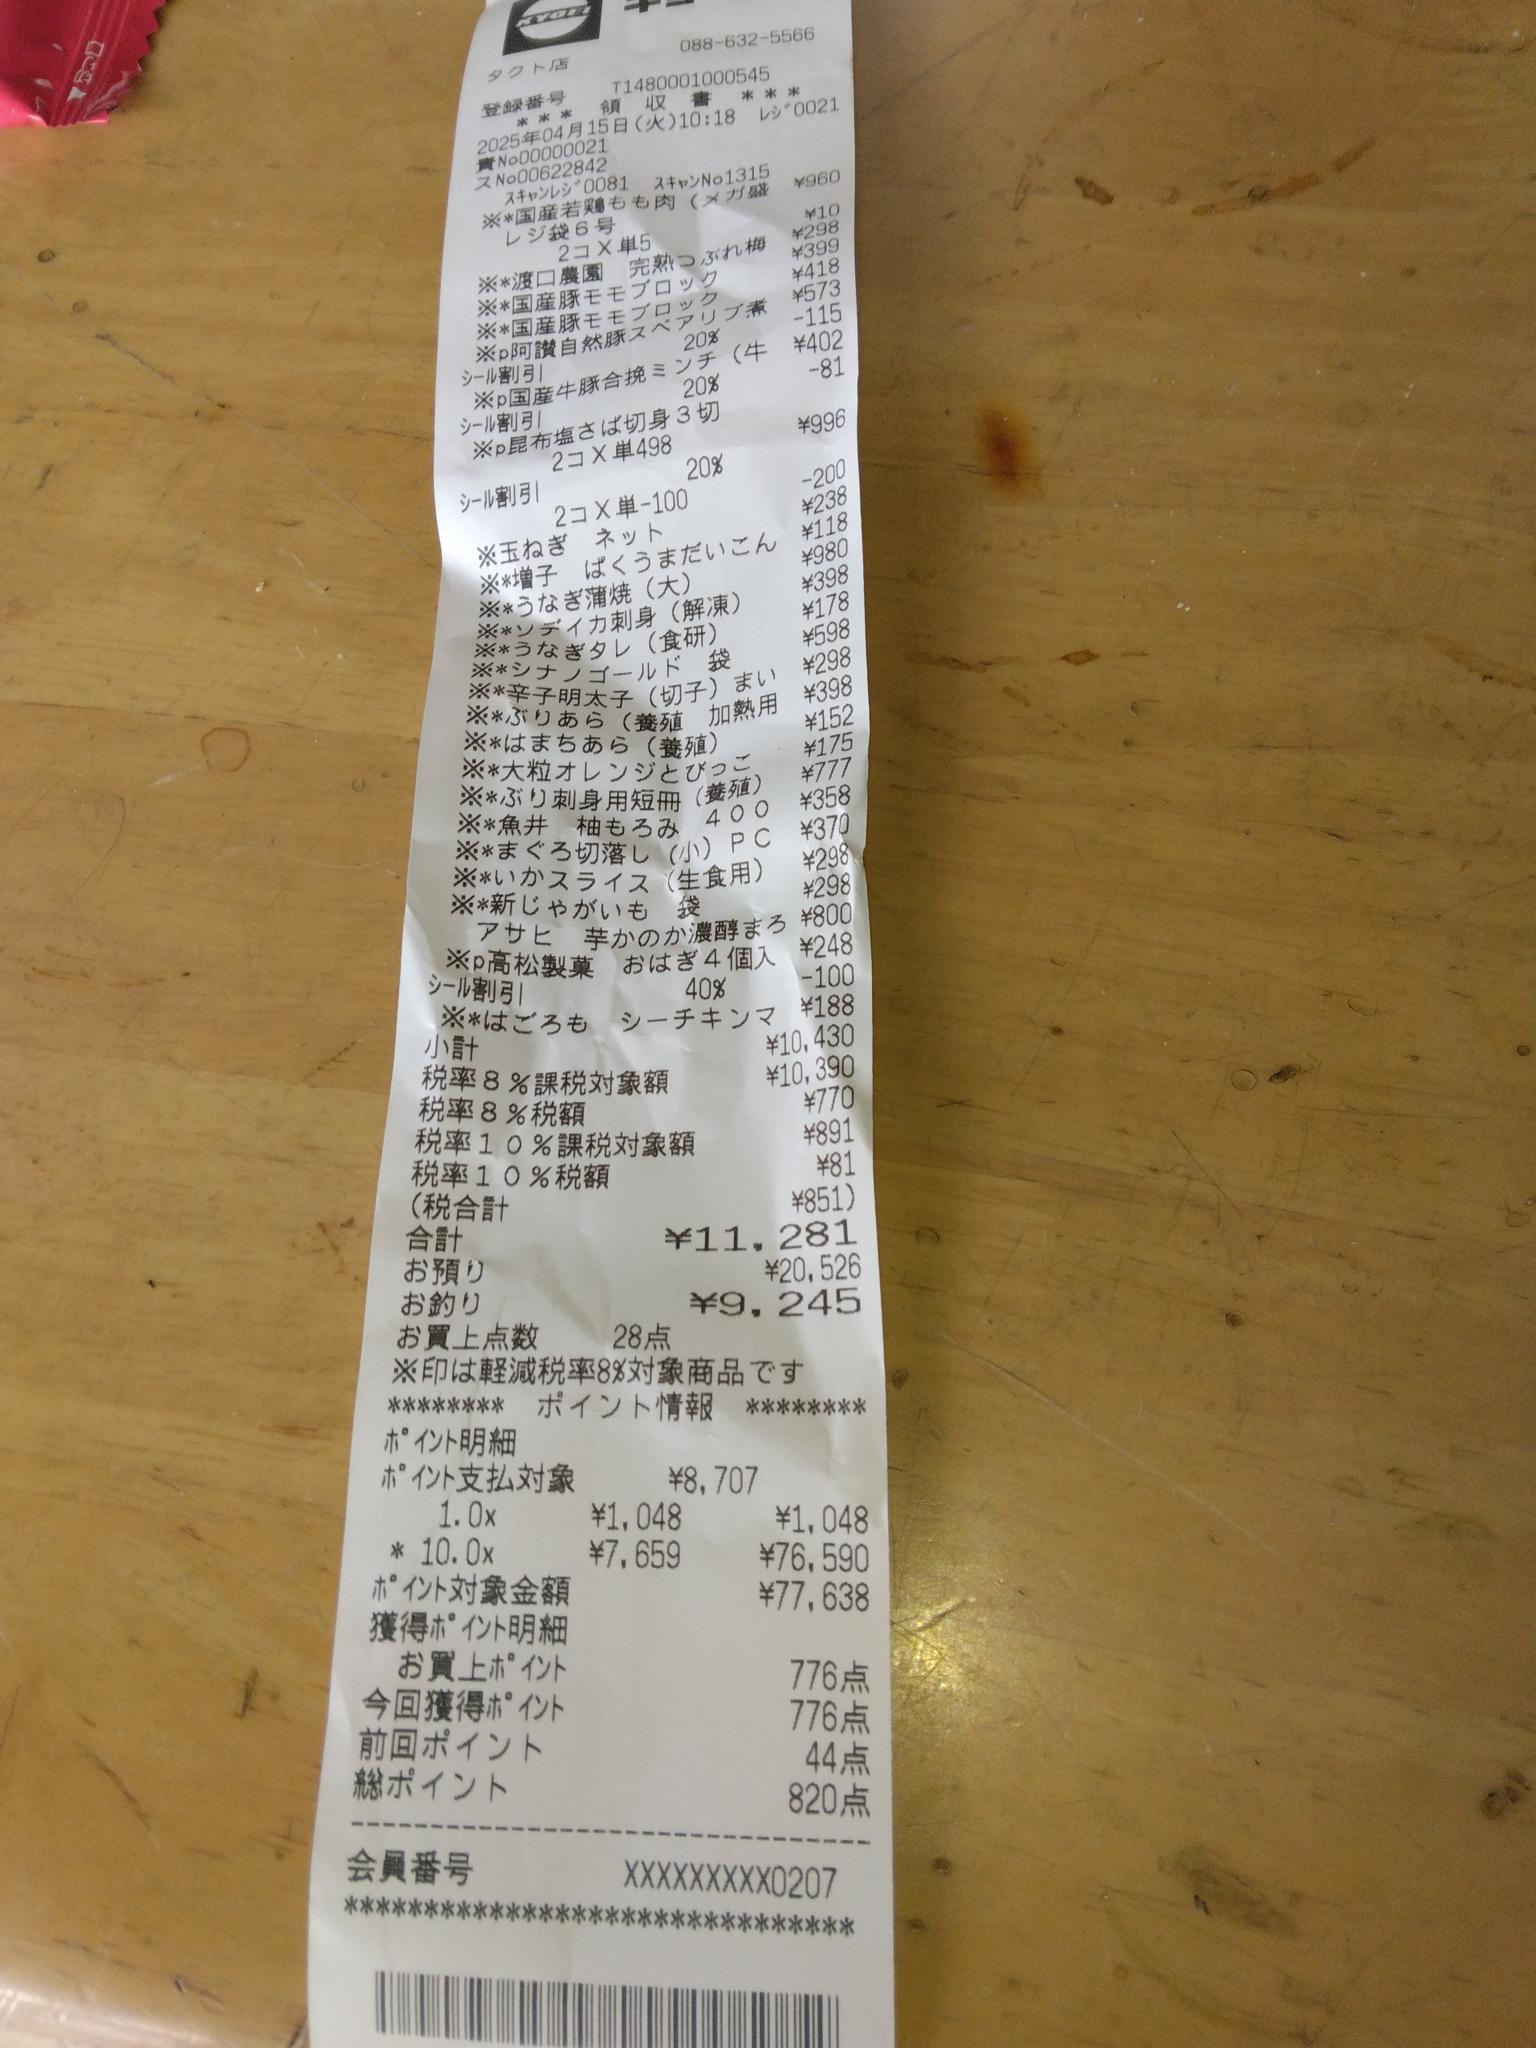 KYOEI
088-632-5566
タクト店
登録番号 T1480001000545
*** 領収書 ***
2025年04月15日(火)10:18 レジ0021
責No00000021
スNo00622842
スキャンレジ0081 スキャンNo1315
※*国産若鶏もも肉(メガ盛 ¥960
レジ袋6号 ¥10
2コX単5
※*渡口農園 完熟つぶれ梅 ¥298
※*国産豚モモブロック ¥399
※*国産豚モモブロック ¥418
※p阿讃自然豚スペアリブ煮 ¥573
シール割引 20% -115
※p国産牛豚合挽ミンチ(牛 ¥402
シール割引 20% -81
※p昆布塩さば切身3切 ¥996
2コX単498
シール割引 20% -200
2コX単-100
※玉ねぎ ネット ¥238
※*増子 ぱくうまだいこん ¥118
※*うなぎ蒲焼(大) ¥980
※*ソデイカ刺身(解凍) ¥398
※*うなぎタレ(食研) ¥178
※*シナノゴールド 袋 ¥598
※*辛子明太子(切子)まい ¥298
※*ぶりあら(養殖 加熱用 ¥398
※*はまちあら(養殖) ¥152
※*大粒オレンジとびっこ ¥175
※*ぶり刺身用短冊(養殖) ¥777
※*魚井 柚もろみ 400 ¥358
※*まぐろ切落し(小)PC ¥370
※*いかスライス(生食用) ¥298
※*新じゃがいも 袋 ¥298
アサヒ 芋かのか濃醇まろ ¥800
※p高松製菓 おはぎ4個入 ¥248
シール割引 40% -100
※*はごろも シーチキンマ ¥188
小計 ¥10,430
税率8%課税対象額 ¥10,390
税率8%税額 ¥770
税率10%課税対象額 ¥891
税率10%税額 ¥81
(税合計 ¥851)
合計 ¥11,281
お預り ¥20,526
お釣り ¥9,245
お買上点数 28点
※印は軽減税率8%対象商品です
******** ポイント情報 ********
ポイント明細
ポイント支払対象 ¥8,707
1.0x ¥1,048 ¥1,048
* 10.0x ¥7,659 ¥76,590
ポイント対象金額 ¥77,638
獲得ポイント明細
お買上ポイント 776点
今回獲得ポイント 776点
前回ポイント 44点
総ポイント 820点
会員番号 XXXXXXXXX0207
********************************